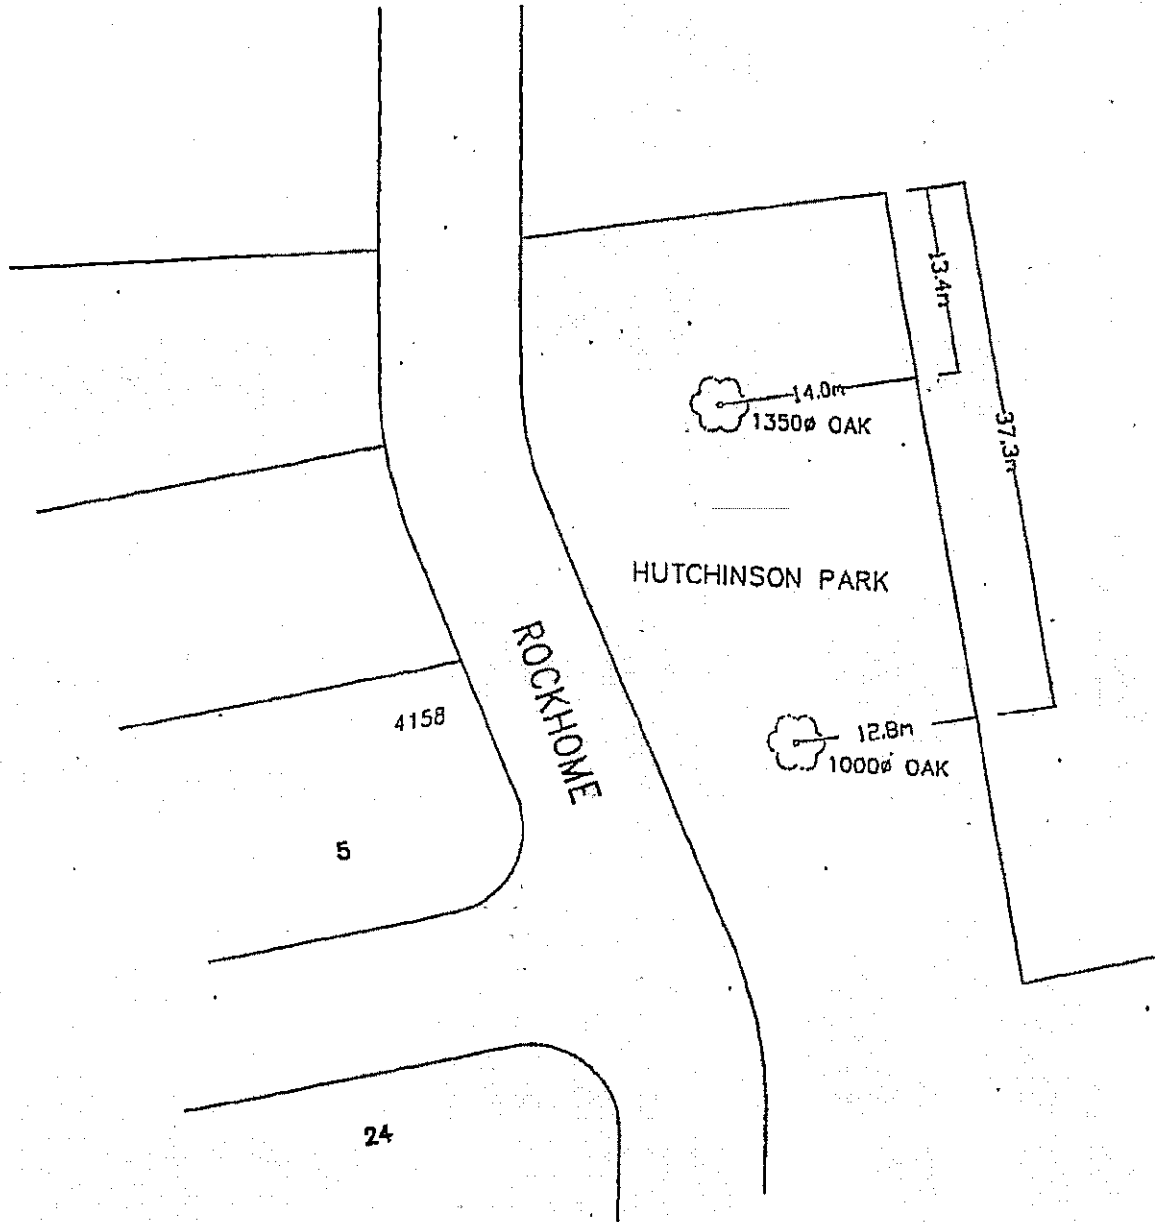 13.4m
14.0m
1350ø OAK
37.3m
HUTCHINSON PARK
ROCKHOME
4158
12.8m
1000ø OAK
5
24